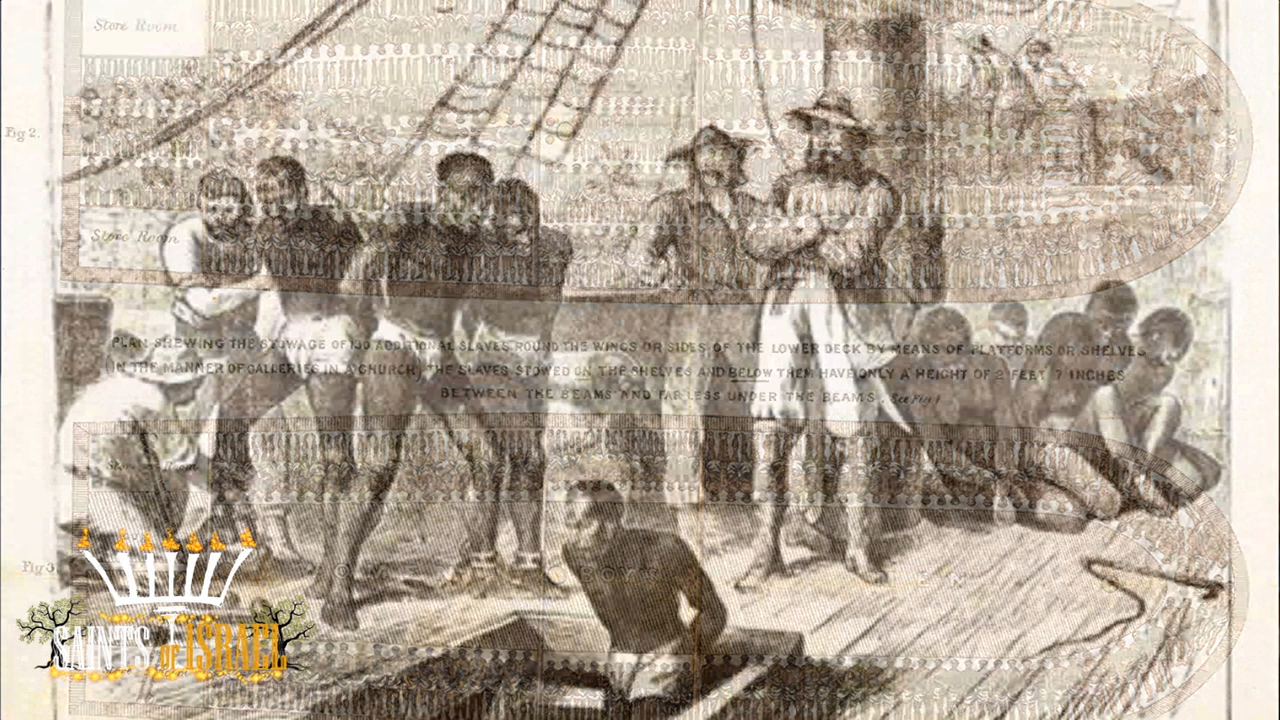 Store Room
Fig 2.
Store Room
PLAN SHEWING THE STOWAGE OF 130 ADDITIONAL SLAVES ROUND THE WINGS OR SIDES OF THE LOWER DECK BY MEANS OF PLATFORMS OR SHELVES
(IN THE MANNER OF GALLERIES IN A CHURCH) THE SLAVES STOWED ON THE SHELVES AND BELOW THEM HAVE ONLY A HEIGHT OF 2 FEET 7 INCHES
BETWEEN THE BEAMS AND FAR LESS UNDER THE BEAMS. See Fig 1
Fig 3
SAINTS OF ISRAEL